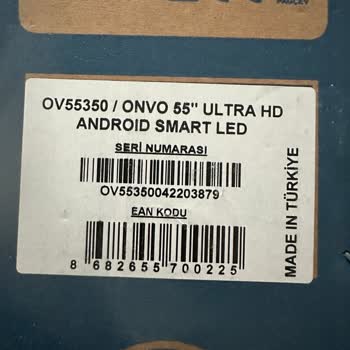 OV55350 / ONVO 55" ULTRA HD
ANDROID SMART LED
SERİ NUMARASI
OV55350042203879
EAN KODU
8 682655 700225
MADE IN TÜRKİYE